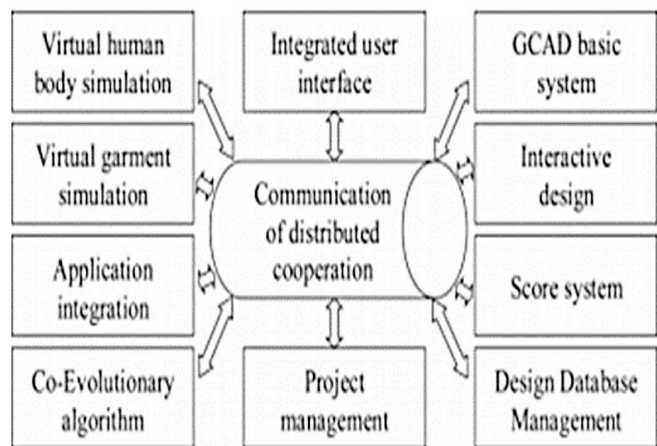 Virtual human
body simulation
Integrated user
interface
GCAD basic
system
Virtual garment
simulation
Communication
of distributed
cooperation
Interactive
design
Application
integration
Score system
Co-Evolutionary
algorithm
Project
management
Design Database
Management